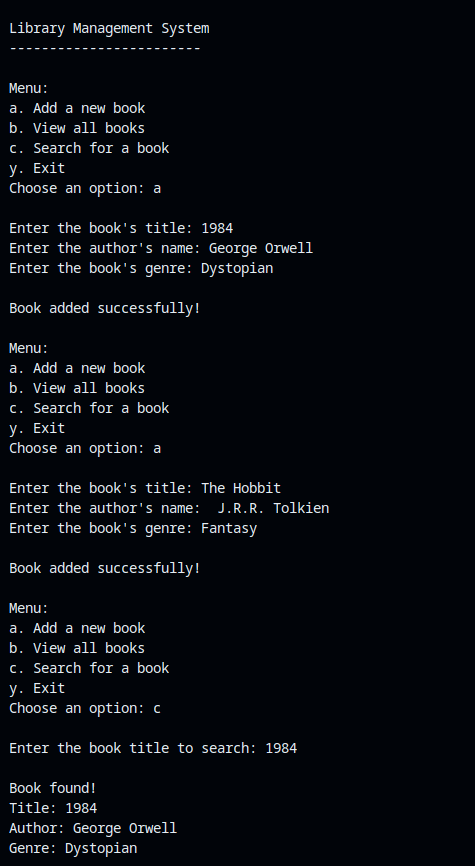 Library Management System
------------------------
Menu:
a. Add a new book
b. View all books
c. Search for a book
y. Exit
Choose an option: a
Enter the book's title: 1984
Enter the author's name: George Orwell
Enter the book's genre: Dystopian
Book added successfully!
Menu:
a. Add a new book
b. View all books
c. Search for a book
y. Exit
Choose an option: a
Enter the book's title: The Hobbit
Enter the author's name:  J.R.R. Tolkien
Enter the book's genre: Fantasy
Book added successfully!
Menu:
a. Add a new book
b. View all books
c. Search for a book
y. Exit
Choose an option: c
Enter the book title to search: 1984
Book found!
Title: 1984
Author: George Orwell
Genre: Dystopian